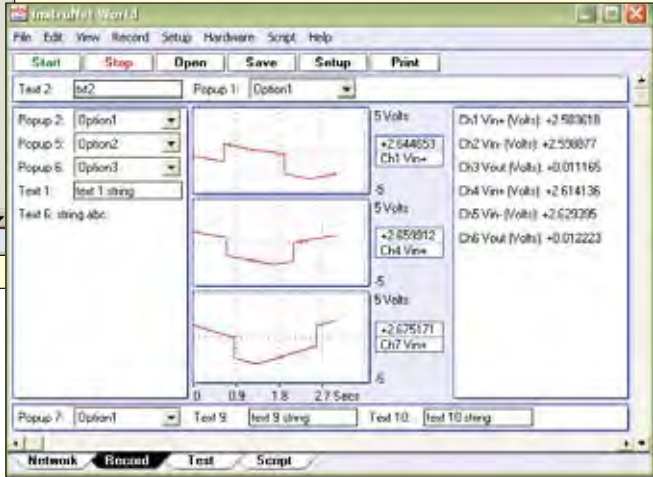 instruNet World
File Edit View Record Setup Hardware Script Help
Start Stop Open Save Setup Print
Text 2: txt2 Popup 1: Option1
Popup 2: Option1
Popup 5: Option2
Popup 6: Option3
Text 1: text 1 string
Text 6: string abc
5 Volts
+2.644653
Ch1 Vin+
-5
5 Volts
+2.659912
Ch4 Vin+
-5
5 Volts
+2.675171
Ch7 Vin+
-5
0 0.9 1.8 2.7 Secs
Ch1 Vin+ (Volts): +2.583618
Ch2 Vin- (Volts): +2.598877
Ch3 Vout (Volts): +0.011165
Ch4 Vin+ (Volts): +2.614136
Ch5 Vin- (Volts): +2.629395
Ch6 Vout (Volts): +0.012223
Popup 7: Option1 Text 9: text 9 string Text 10: text 10 string
Network Record Test Script